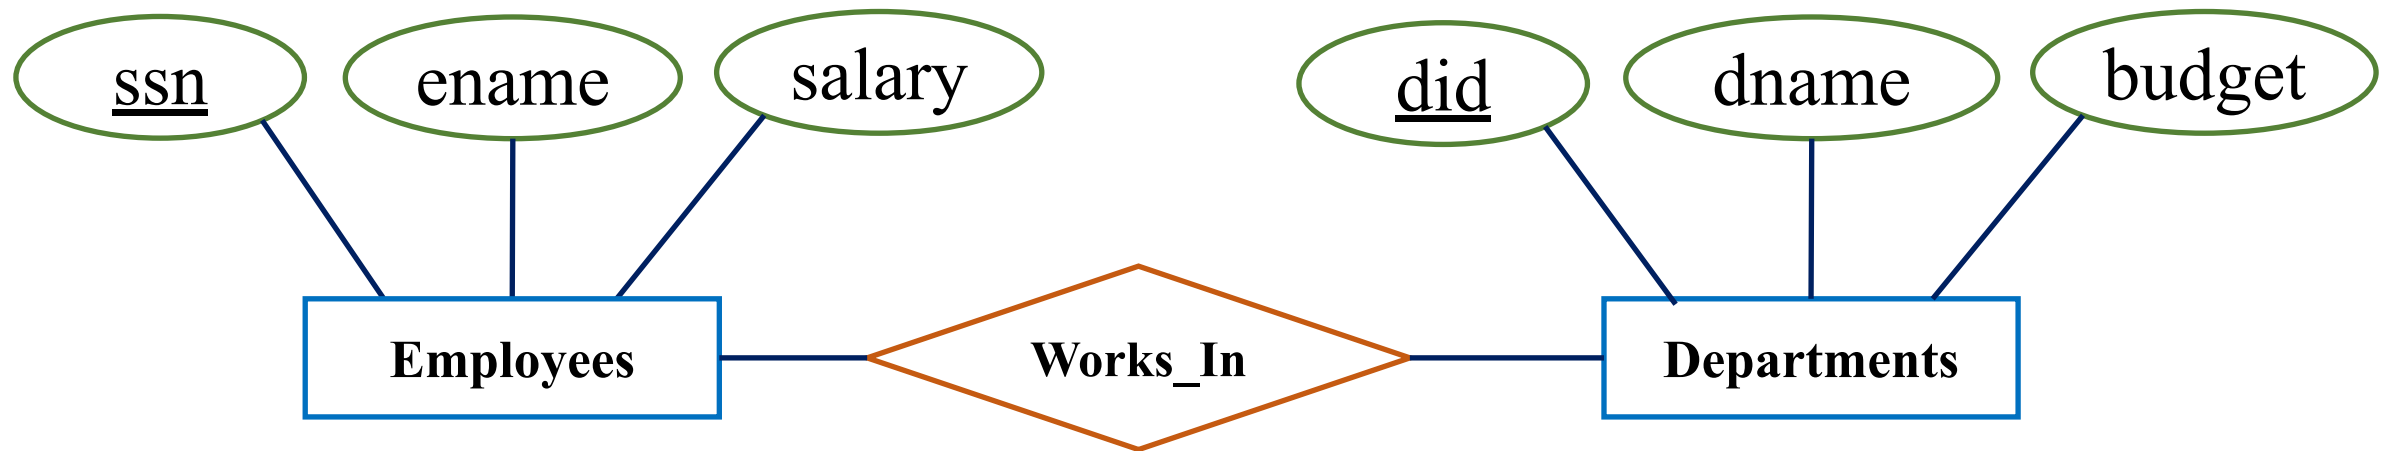 ssn
ename
salary
did
dname
budget
Employees
Works_In
Departments